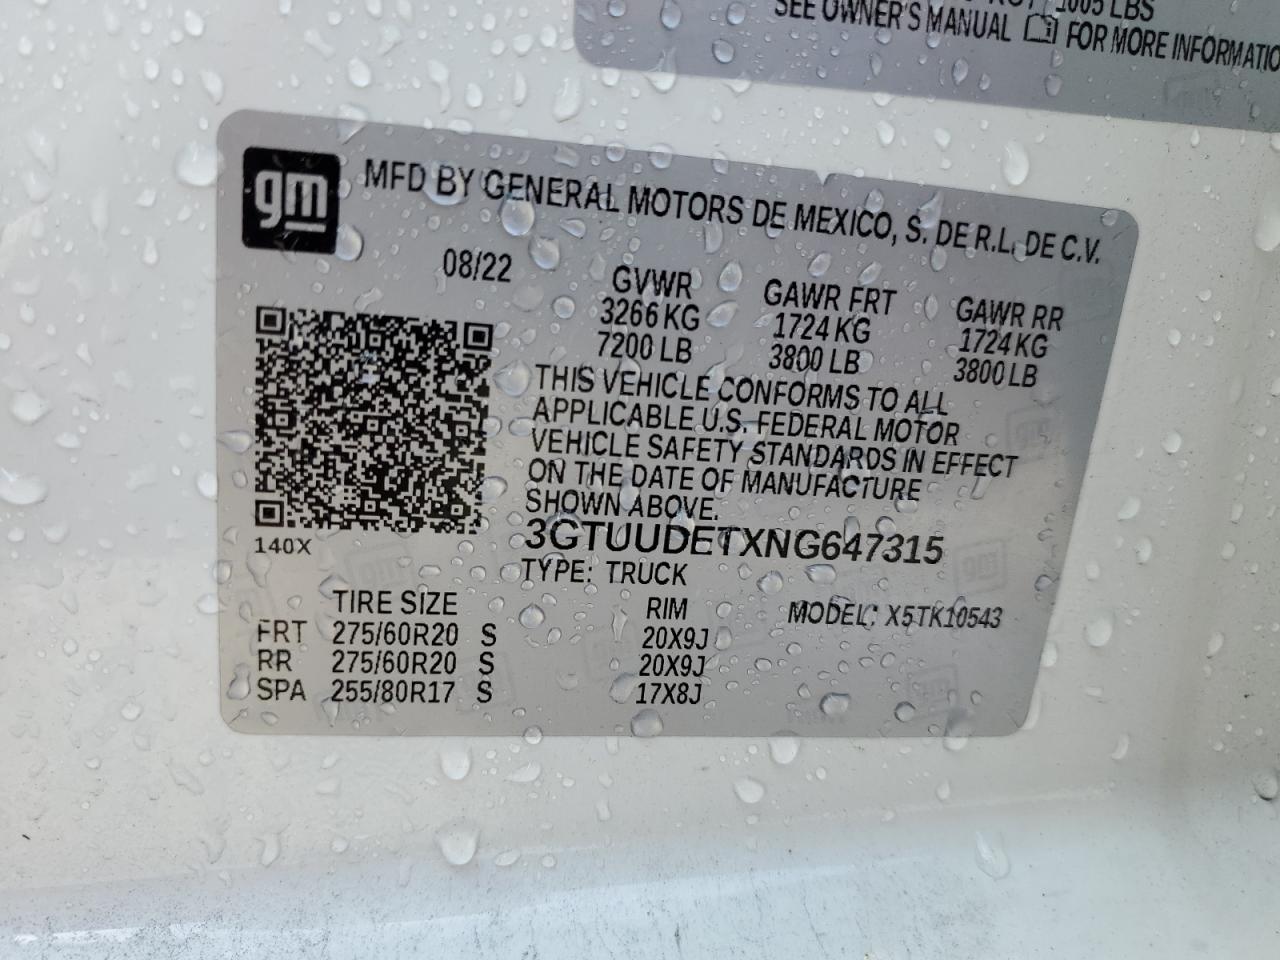 1005 LBS
SEE OWNER'S MANUAL FOR MORE INFORMATIO
gm
MFD BY GENERAL MOTORS DE MEXICO, S. DE R.L. DE C.V.
08/22
GVWR GAWR FRT GAWR RR
3266 KG 1724 KG 1724 KG
7200 LB 3800 LB 3800 LB
THIS VEHICLE CONFORMS TO ALL
APPLICABLE U.S. FEDERAL MOTOR
VEHICLE SAFETY STANDARDS IN EFFECT
ON THE DATE OF MANUFACTURE
SHOWN ABOVE.
3GTUUDETXNG647315
140X
TYPE: TRUCK
TIRE SIZE RIM MODEL: X5TK10543
FRT 275/60R20 S 20X9J
RR 275/60R20 S 20X9J
SPA 255/80R17 S 17X8J